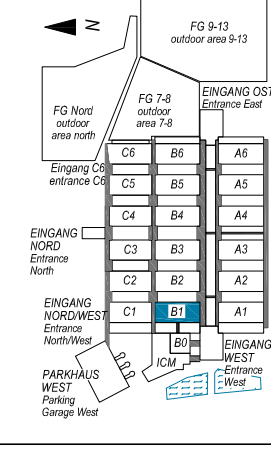 N
FG 9-13
outdoor area 9-13
EINGANG OST
Entrance East
FG 7-8
outdoor
area 7-8
FG Nord
outdoor
area north
Eingang C6
entrance C6
C6 B6 A6
C5 B5 A5
C4 B4 A4
EINGANG
NORD
Entrance
North
C3 B3 A3
C2 B2 A2
EINGANG
NORD/WEST
Entrance
North/West
C1 B1 A1
B0
ICM
EINGANG
WEST
Entrance
West
PARKHAUS
WEST
Parking
Garage West